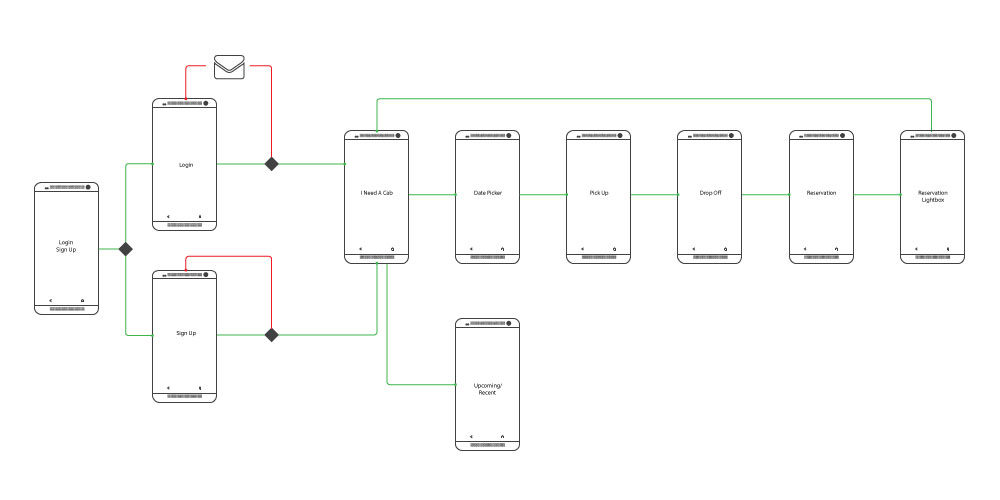 Login
Sign Up
Login
Sign Up
I Need A Cab
Date Picker
Pick Up
Drop Off
Reservation
Reservation
Lightbox
Upcoming/
Recent